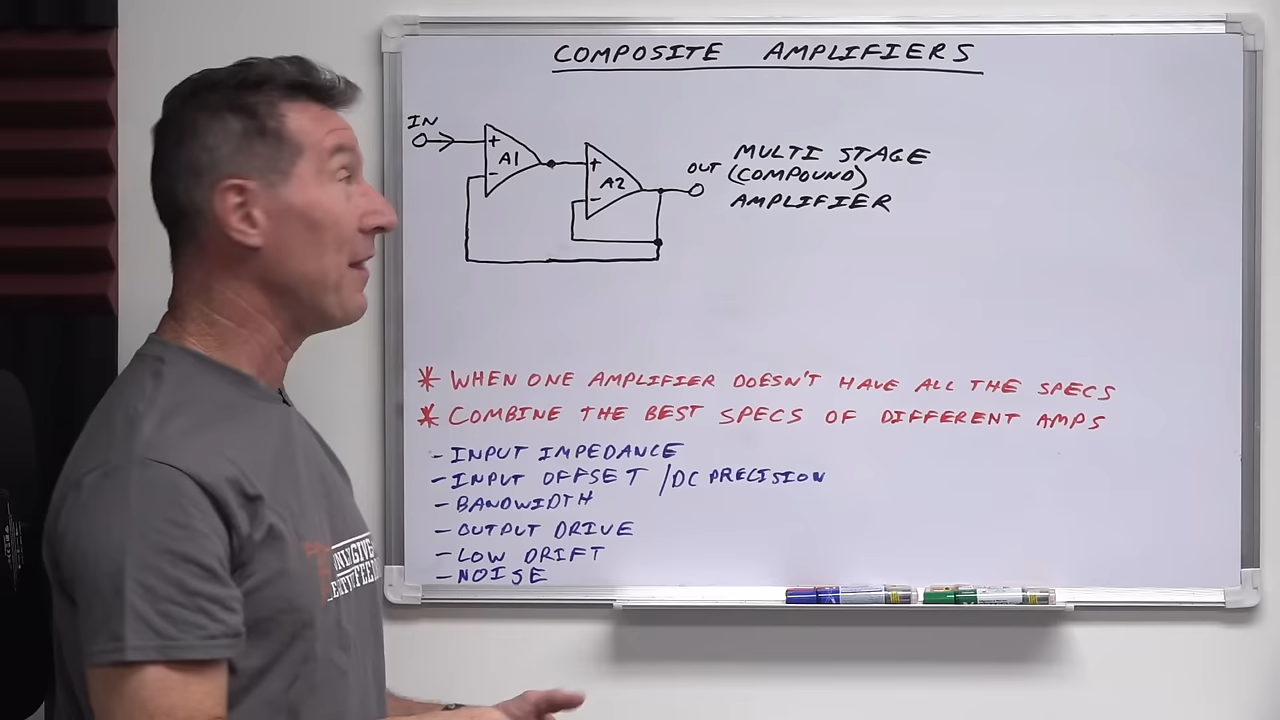 COMPOSITE AMPLIFIERS
IN
+ A1 -
+ A2 -
OUT
MULTI STAGE
(COMPOUND)
AMPLIFIER
* WHEN ONE AMPLIFIER DOESN'T HAVE ALL THE SPECS
* COMBINE THE BEST SPECS OF DIFFERENT AMPS
- INPUT IMPEDANCE
- INPUT OFFSET /DC PRECISION
- BANDWIDTH
- OUTPUT DRIVE
- LOW DRIFT
- NOISE